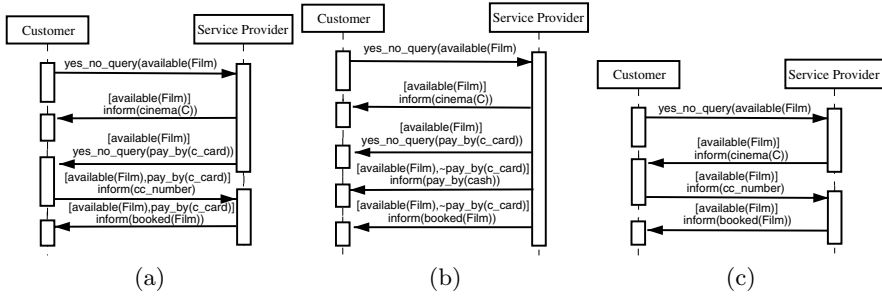 Customer
Service Provider
yes_no_query(available(Film)
[available(Film)]
inform(cinema(C))
[available(Film)]
yes_no_query(pay_by(c_card))
[available(Film),pay_by(c_card)]
inform(cc_number)
[available(Film),pay_by(c_card)]
inform(booked(Film))
(a)
Customer
Service Provider
yes_no_query(available(Film)
[available(Film)]
inform(cinema(C))
[available(Film)]
yes_no_query(pay_by(c_card))
[available(Film),~pay_by(c_card)]
inform(pay_by(cash))
[available(Film),~pay_by(c_card)]
inform(booked(Film))
(b)
Customer
Service Provider
yes_no_query(available(Film)
[available(Film)]
inform(cinema(C))
[available(Film)]
inform(cc_number)
[available(Film)]
inform(booked(Film))
(c)